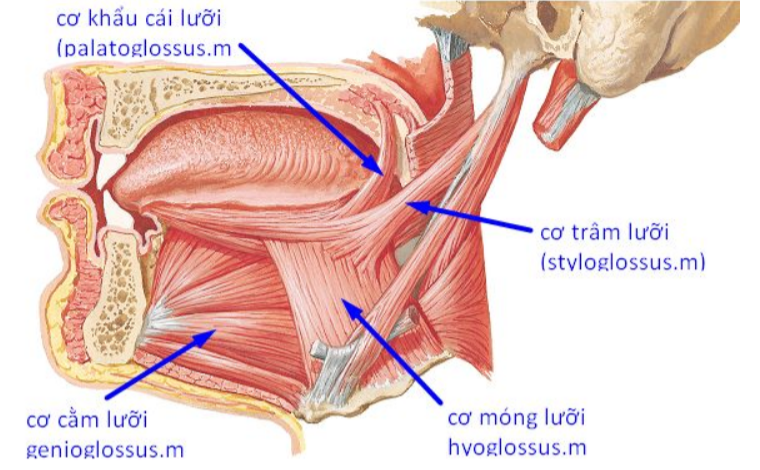 cơ khẩu cái lưỡi
(palatoglossus.m
cơ trâm lưỡi
(styloglossus.m)
cơ cằm lưỡi
genioglossus.m
cơ móng lưỡi
hyoglossus.m